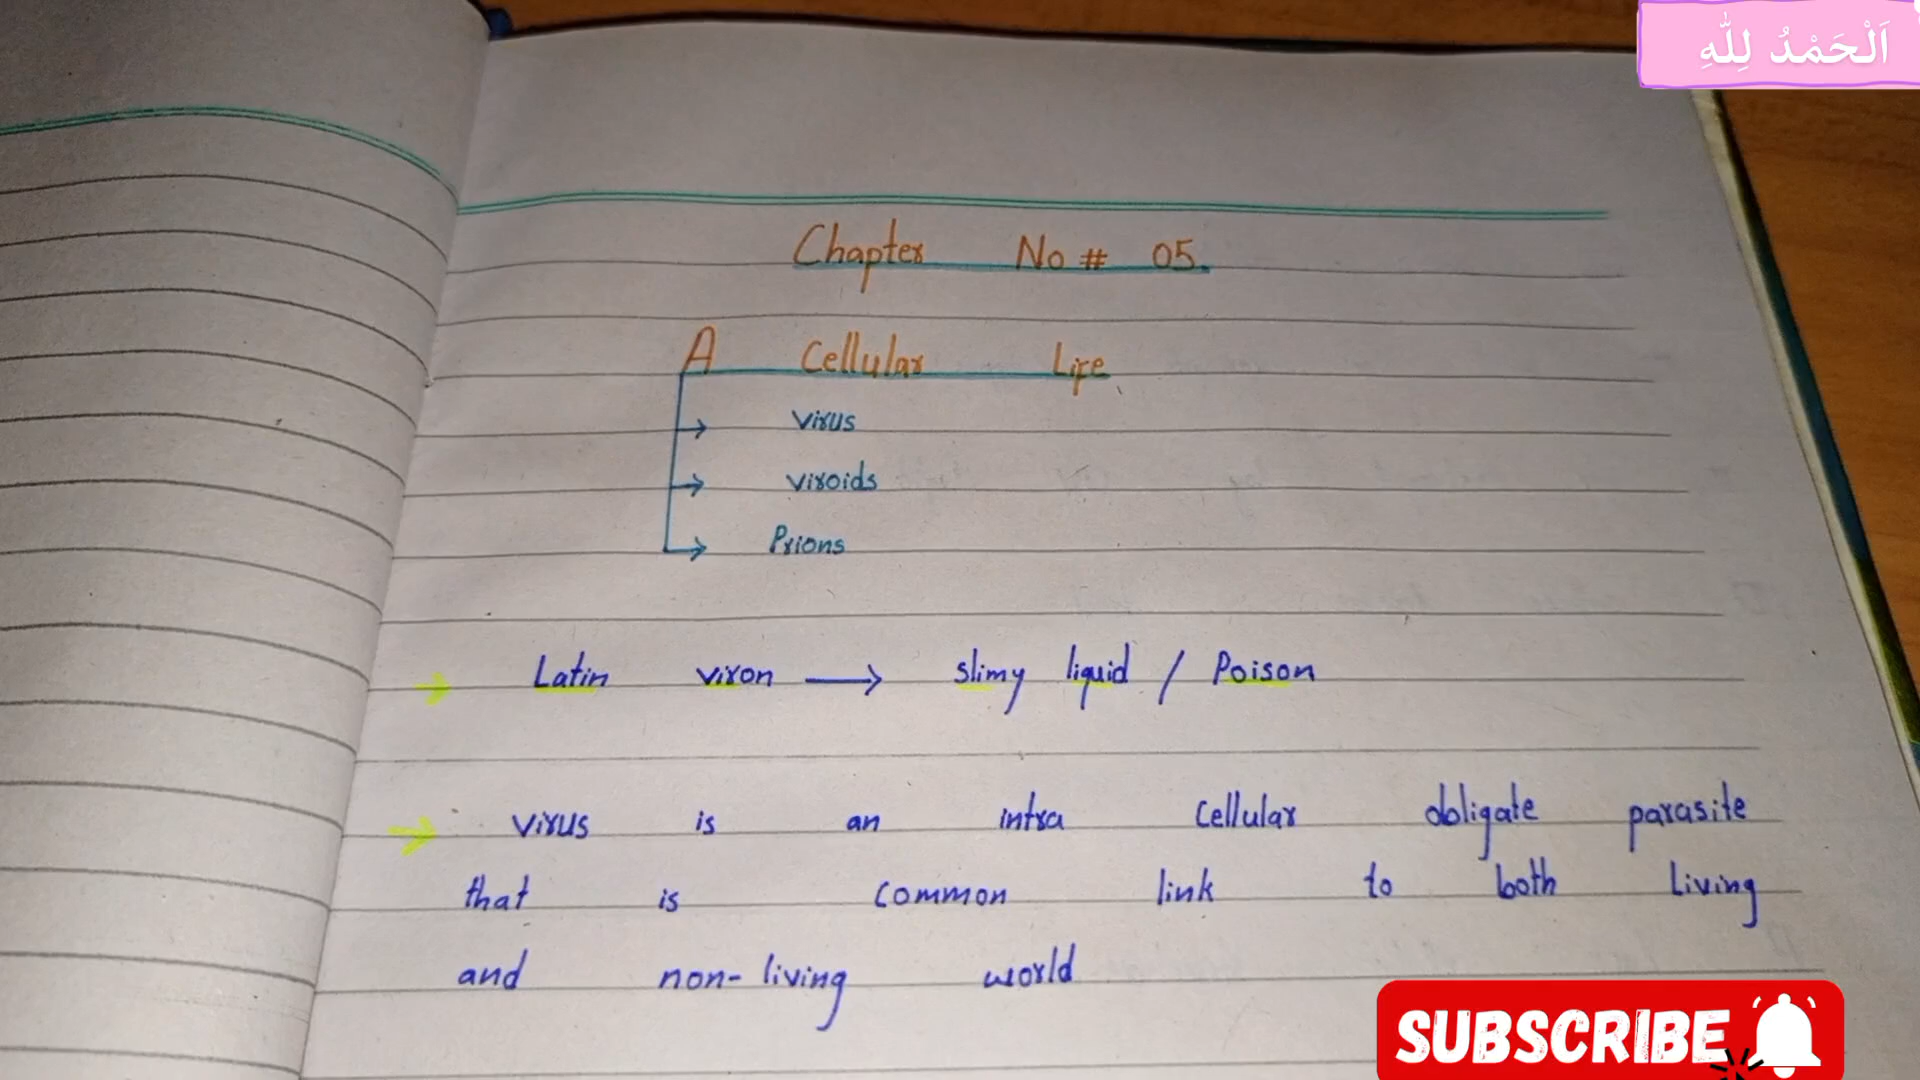 اَلْحَمْدُ لِلّٰهِ
Chapter No # 05.
A Cellular Life
Virus
Viroids
Prions
Latin viron → slimy liquid / Poison
Virus is an intra Cellular obligate parasite
that is common link to both Living
and non-living world
SUBSCRIBE